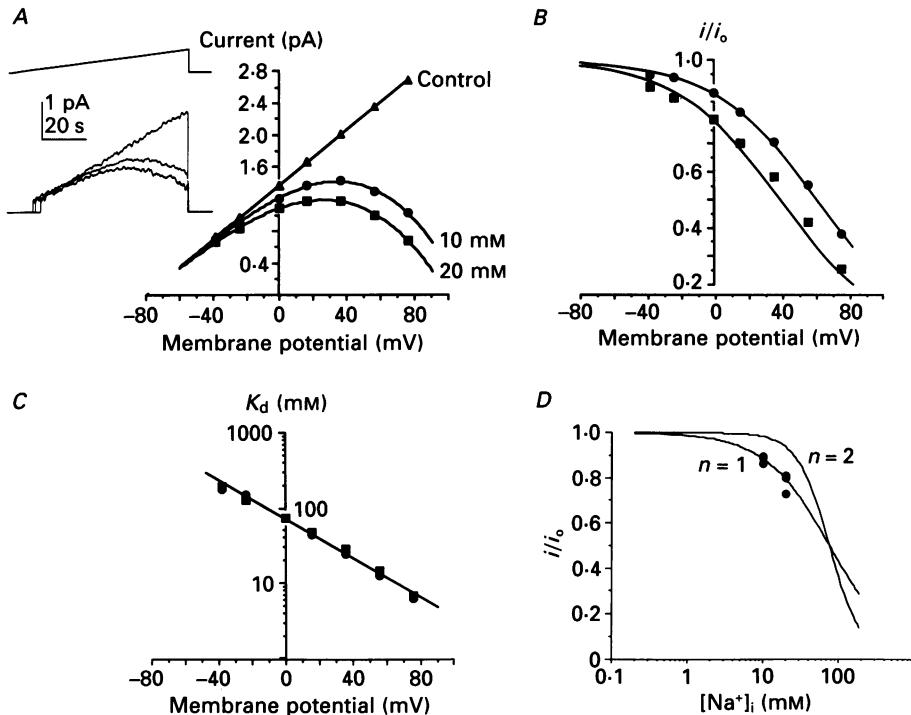 A
Current (pA)
2·8
2·4
2·0
1·6
0·4
Control
10 mM
20 mM
1 pA
20 s
−80 −40 0 40 80
Membrane potential (mV)
B
i/io
1·0
0·8
0·6
0·4
0·2
-80 −40 0 40 80
Membrane potential (mV)
C
Kd (mM)
1000
100
10
−80 −40 0 40 80
Membrane potential (mV)
D
i/io
1·0
0·8
0·6
0·4
0·2
0
n = 1
n = 2
0·1 1 10 100
[Na+]i (mM)